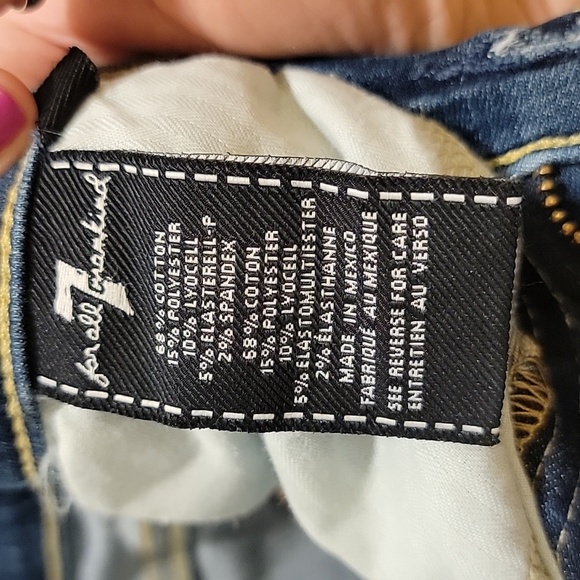 7
for all mankind
68% COTTON
15% POLYESTER
10% LYOCELL
5% ELASTERELL-P
2% SPANDEX
68% COTTON
15% POLYESTER
10% LYOCELL
5% ELASTOMULTIESTER
2% ELASTHANNE
MADE IN MEXICO
FABRIQUE AU MEXIQUE
SEE REVERSE FOR CARE
ENTRETIEN AU VERSO